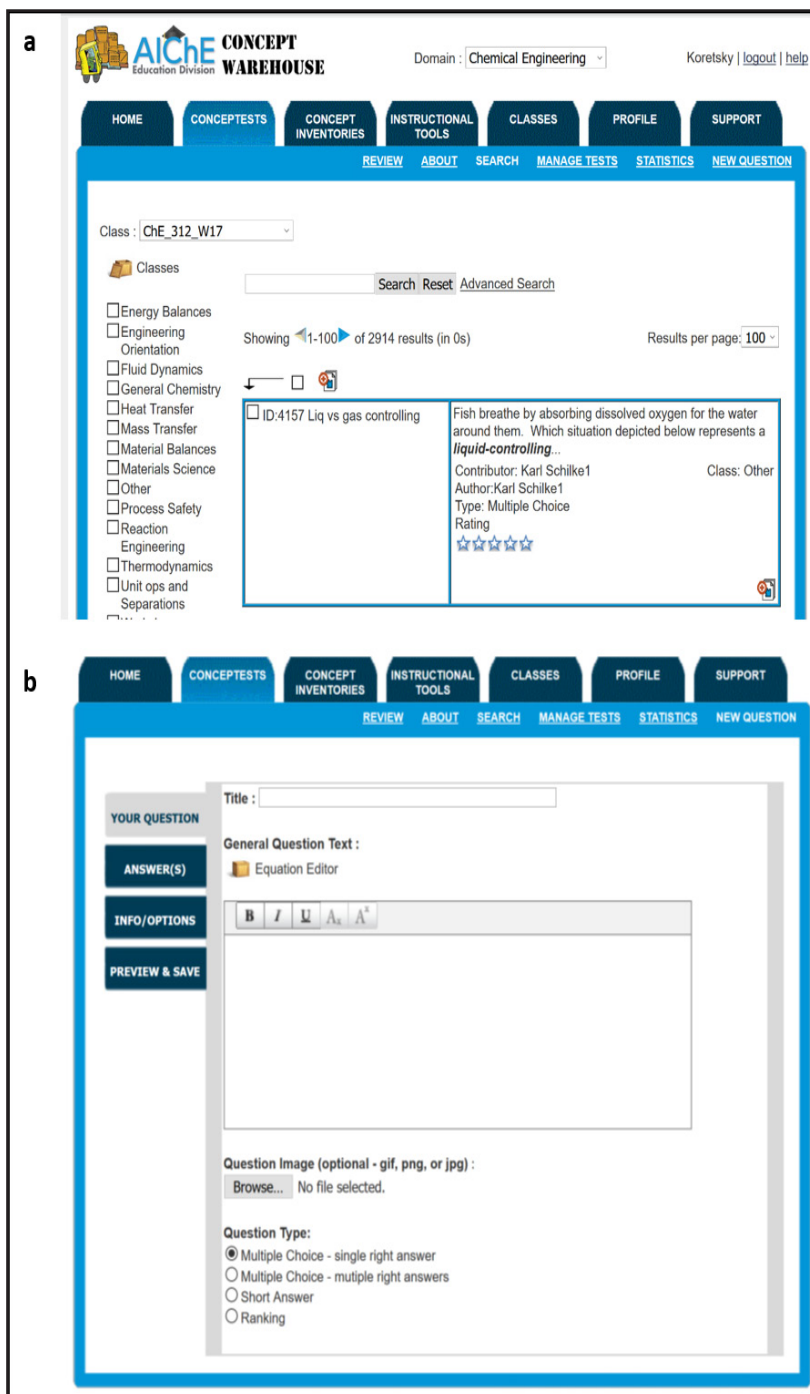 a
AIChE CONCEPT
Education Division WAREHOUSE
Domain : Chemical Engineering
Koretsky | logout | help
HOME
CONCEPTESTS
CONCEPT
INVENTORIES
INSTRUCTIONAL
TOOLS
CLASSES
PROFILE
SUPPORT
REVIEW ABOUT SEARCH MANAGE TESTS STATISTICS NEW QUESTION
Class : ChE_312_W17
Classes
Search Reset Advanced Search
Energy Balances
Engineering
Orientation
Fluid Dynamics
General Chemistry
Heat Transfer
Mass Transfer
Material Balances
Materials Science
Other
Process Safety
Reaction
Engineering
Thermodynamics
Unit ops and
Separations
Showing 1-100 of 2914 results (in 0s)
Results per page: 100
ID:4157 Liq vs gas controlling
Fish breathe by absorbing dissolved oxygen for the water
around them. Which situation depicted below represents a
liquid-controlling...
Contributor: Karl Schilke1
Class: Other
Author:Karl Schilke1
Type: Multiple Choice
Rating
b
HOME
CONCEPTESTS
CONCEPT
INVENTORIES
INSTRUCTIONAL
TOOLS
CLASSES
PROFILE
SUPPORT
REVIEW ABOUT SEARCH MANAGE TESTS STATISTICS NEW QUESTION
YOUR QUESTION
ANSWER(S)
INFO/OPTIONS
PREVIEW & SAVE
Title :
General Question Text :
Equation Editor
B I U A× A×
Question Image (optional - gif, png, or jpg) :
Browse... No file selected.
Question Type:
Multiple Choice - single right answer
Multiple Choice - mutiple right answers
Short Answer
Ranking